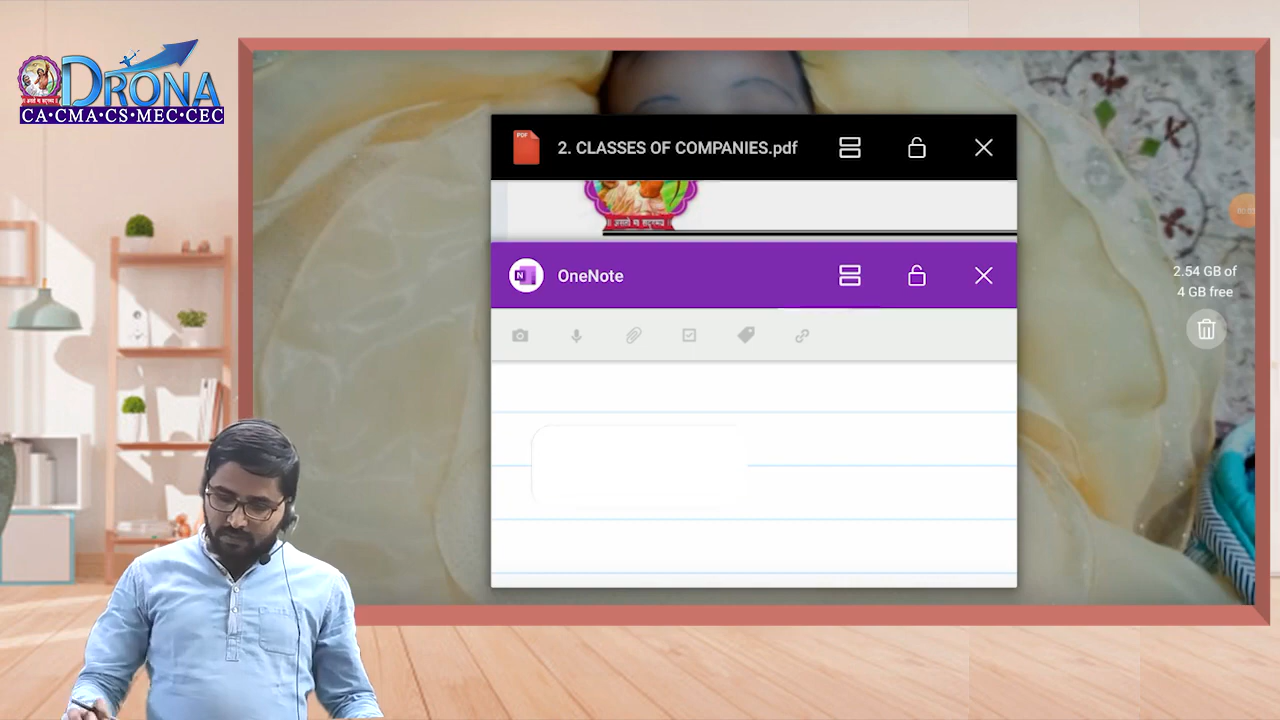 DRONA
CA•CMA•CS•MEC•CEC
PDF
2. CLASSES OF COMPANIES.pdf
N
OneNote
2.54 GB of
4 GB free